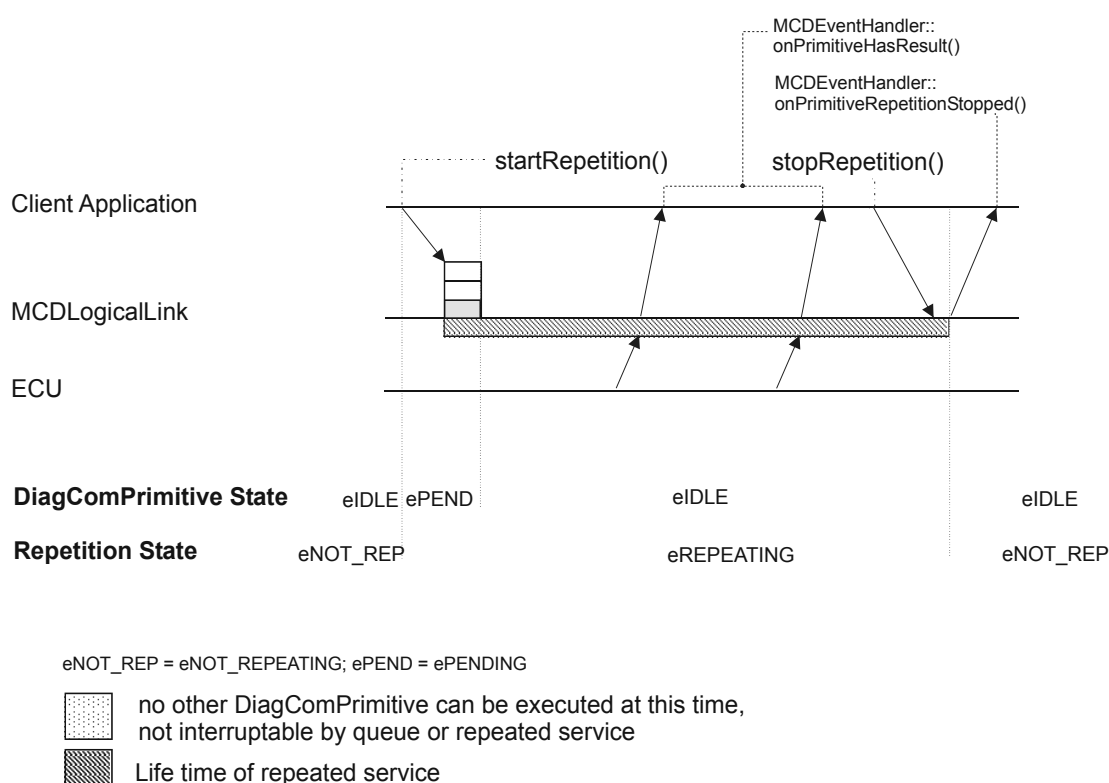 MCDEventHandler::
onPrimitiveHasResult()
MCDEventHandler::
onPrimitiveRepetitionStopped()
startRepetition()
stopRepetition()
Client Application
MCDLogicalLink
ECU
DiagComPrimitive State eIDLE ePEND eIDLE eIDLE
Repetition State eNOT_REP eREPEATING eNOT_REP
eNOT_REP = eNOT_REPEATING; ePEND = ePENDING
no other DiagComPrimitive can be executed at this time,
not interruptable by queue or repeated service
Life time of repeated service